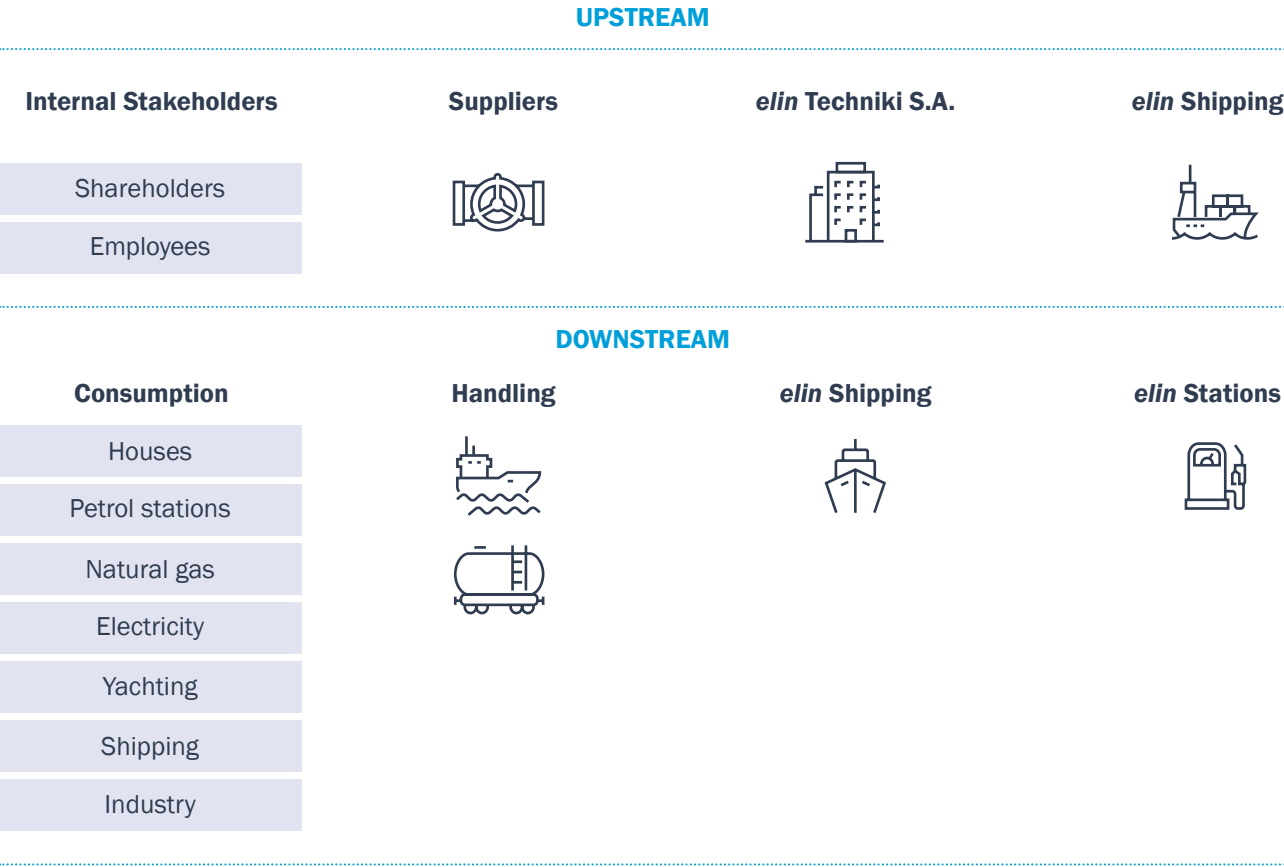 UPSTREAM
Internal Stakeholders
Suppliers
elin Techniki S.A.
elin Shipping
Shareholders
Employees
DOWNSTREAM
Consumption
Handling
elin Shipping
elin Stations
Houses
Petrol stations
Natural gas
Electricity
Yachting
Shipping
Industry